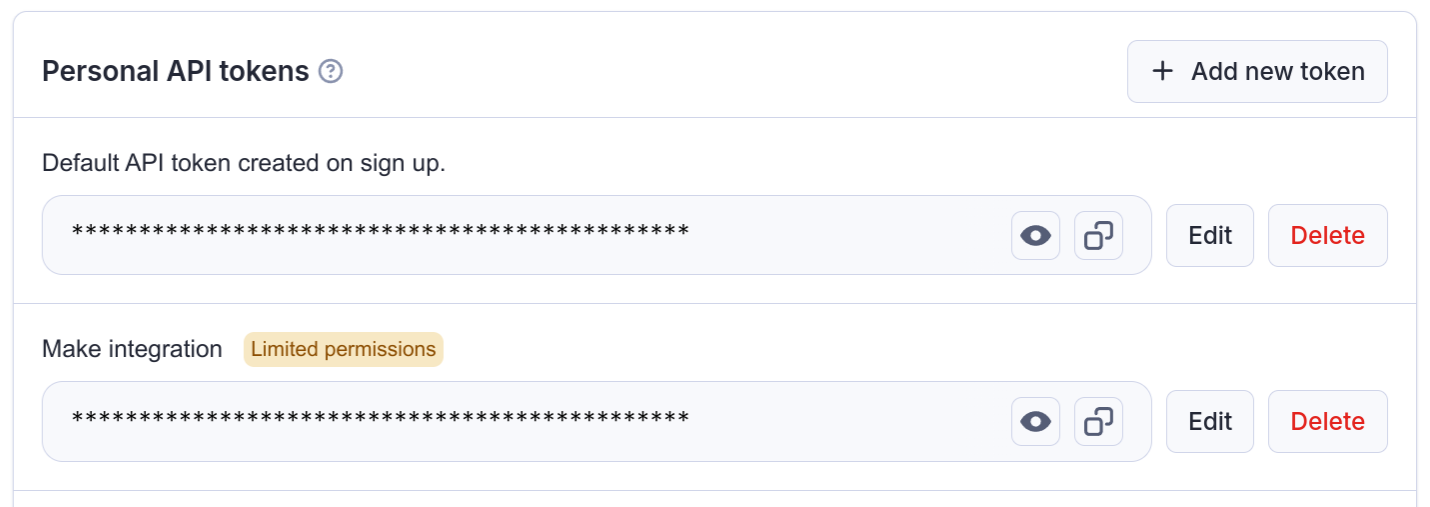 Personal API tokens ?
+ Add new token
Default API token created on sign up.
**********************************************
Edit
Delete
Make integration
Limited permissions
**********************************************
Edit
Delete